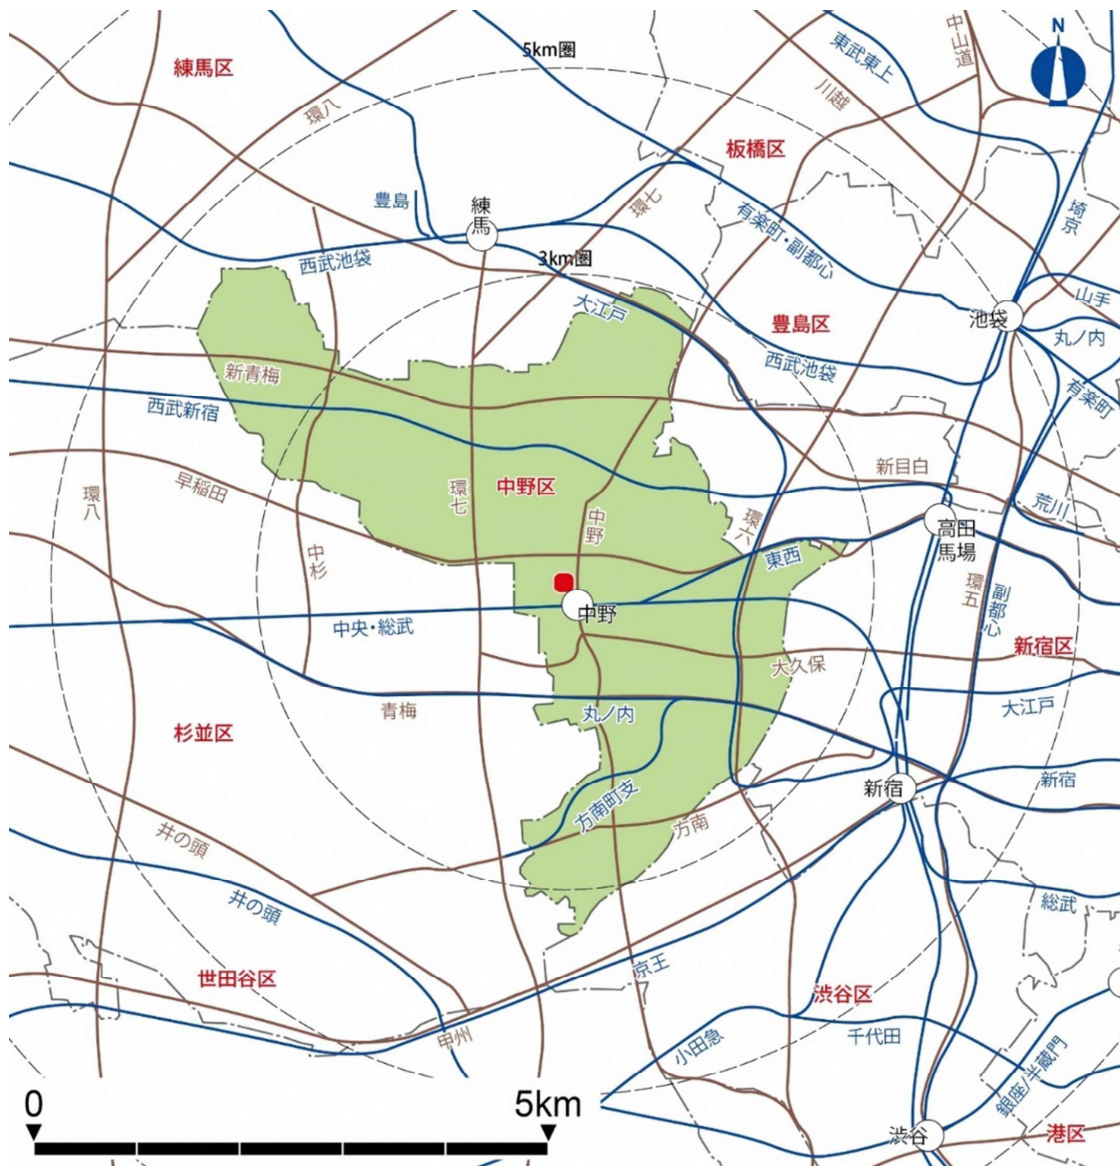 N
5km圏
中山道
東武東上
練馬区
川越
環八
板橋区
豊島
練
馬
環七
有楽町・副都心
埼京
西武池袋
3km圏
大江戸
山手
池袋
豊島区
丸ノ内
西武池袋
新青梅
有楽町
西武新宿
新目白
早稲田
環八
環七
中野区
荒川
中野
環六
高田
馬場
東西
中杉
環五
副都心
中野
中央・総武
新宿区
大久保
青梅
丸ノ内
大江戸
杉並区
新宿
新宿
方南町支
方南
井の頭
井の頭
総武
京王
世田谷区
渋谷区
甲州
小田急
千代田
銀座/半蔵門
0
5km
渋谷
港区